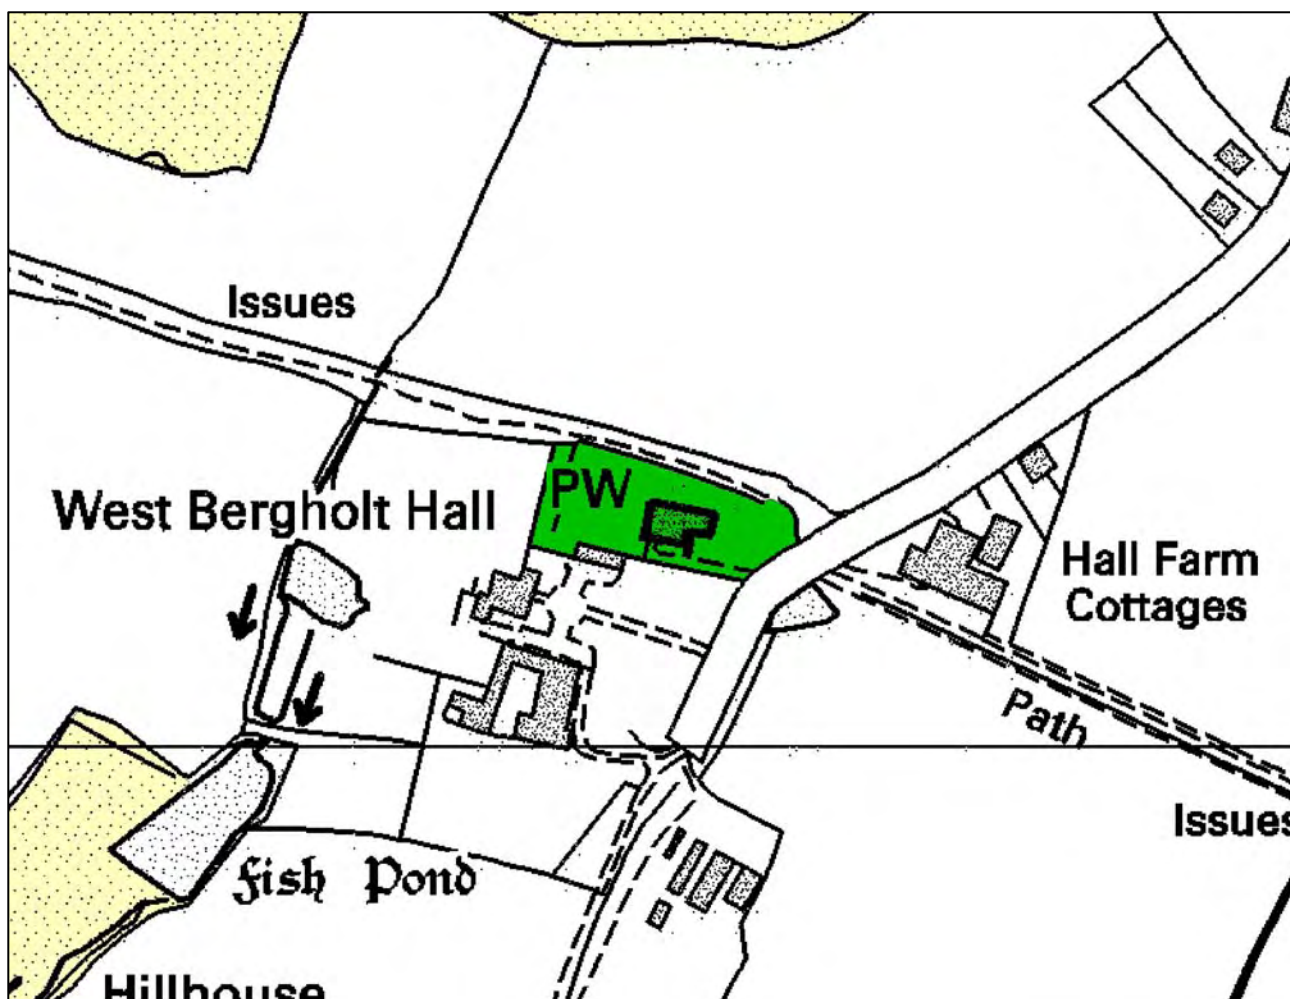 Issues
PW
West Bergholt Hall
Hall Farm
Cottages
Path
Issues
Fish Pond
Hillhouse